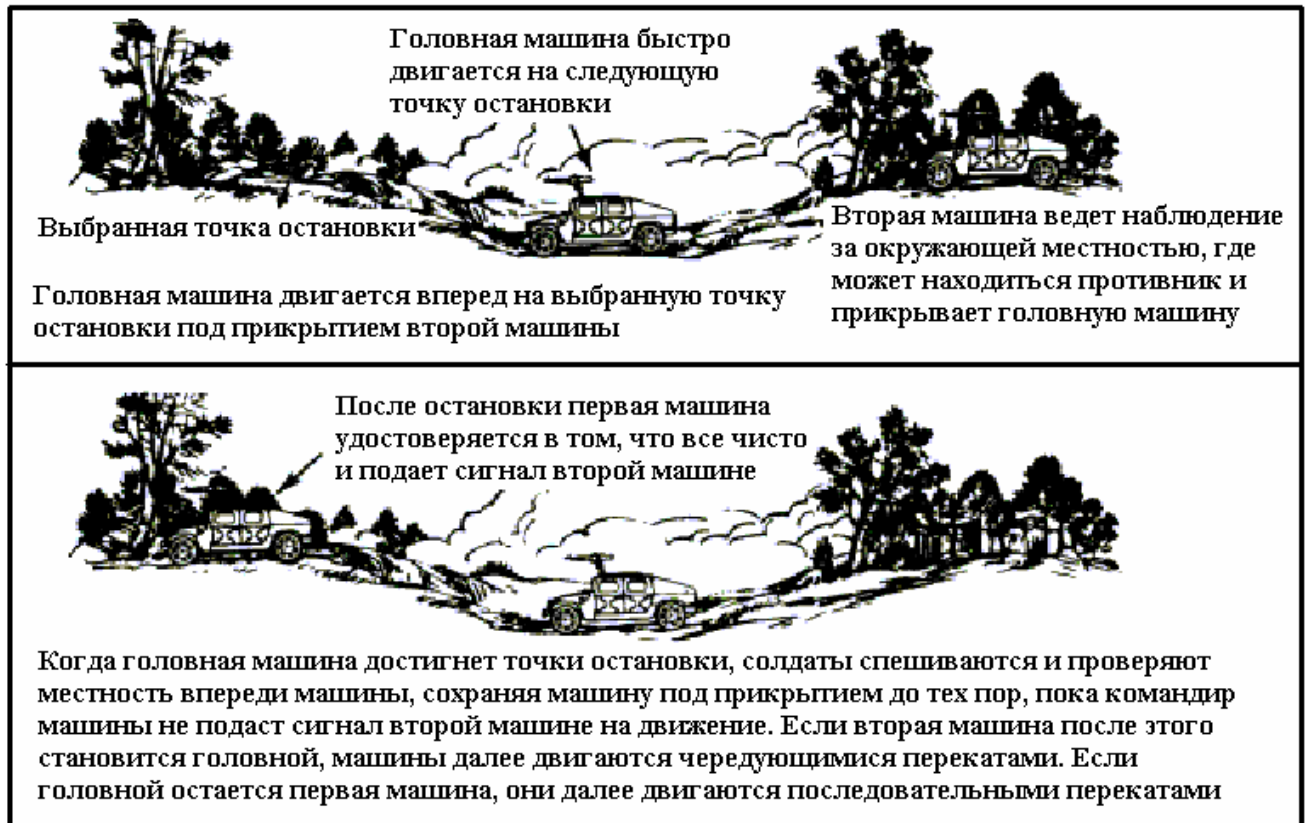 Головная машина быстро
двигается на следующую
точку остановки
Выбранная точка остановки
Вторая машина ведет наблюдение
за окружающей местностью, где
может находиться противник и
прикрывает головную машину
Головная машина двигается вперед на выбранную точку
остановки под прикрытием второй машины
После остановки первая машина
удостоверяется в том, что все чисто
и подает сигнал второй машине
Когда головная машина достигнет точки остановки, солдаты спешиваются и проверяют
местность впереди машины, сохраняя машину под прикрытием до тех пор, пока командир
машины не подаст сигнал второй машине на движение. Если вторая машина после этого
становится головной, машины далее двигаются чередующимися перекатами. Если
головной остается первая машина, они далее двигаются последовательными перекатами